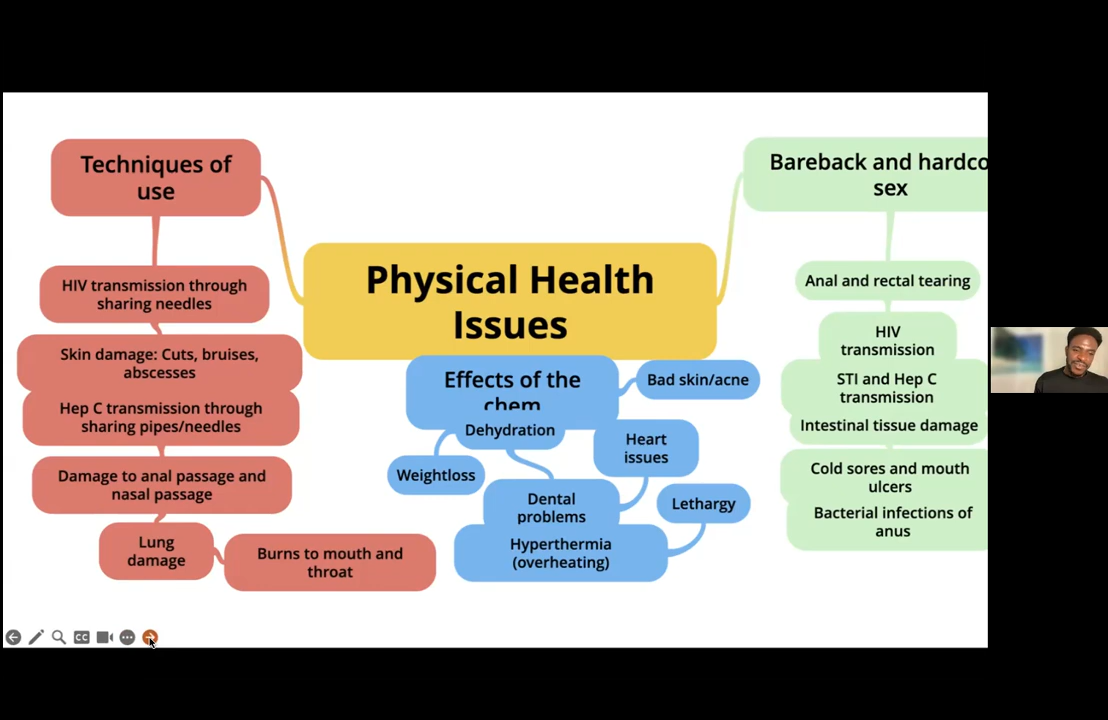 Techniques of
use
HIV transmission through
sharing needles
Skin damage: Cuts, bruises,
abscesses
Hep C transmission through
sharing pipes/needles
Damage to anal passage and
nasal passage
Lung
damage
Burns to mouth and
throat
Physical Health
Issues
Effects of the
chem
Bad skin/acne
Dehydration
Heart
issues
Weightloss
Dental
problems
Lethargy
Hyperthermia
(overheating)
Bareback and hardco
sex
Anal and rectal tearing
HIV
transmission
STI and Hep C
transmission
Intestinal tissue damage
Cold sores and mouth
ulcers
Bacterial infections of
anus
CC